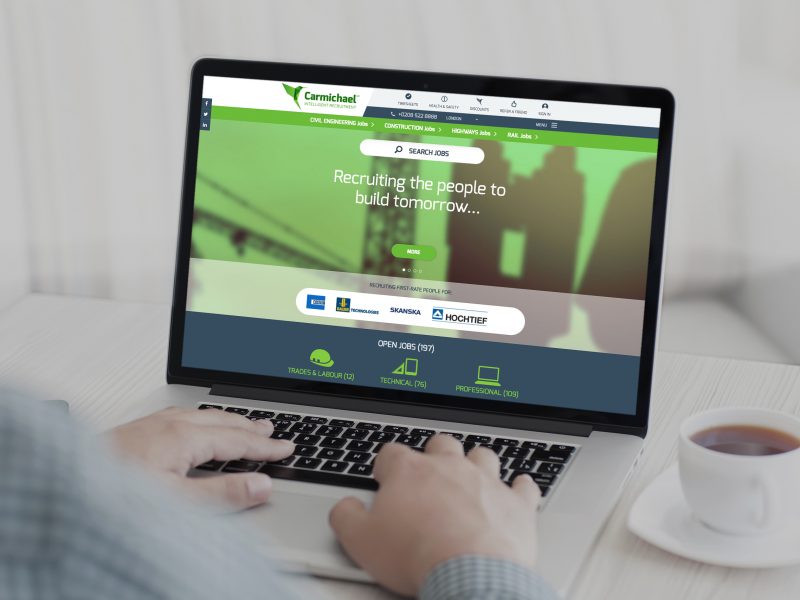 Carmichael
INTELLIGENT RECRUITMENT
TIMESHEETS
HEALTH & SAFETY
DISCOUNTS
REFER A FRIEND
SIGN IN
+0208 522 8888
LONDON
MENU
CIVIL ENGINEERING Jobs
CONSTRUCTION Jobs
HIGHWAYS Jobs
RAIL Jobs
SEARCH JOBS
Recruiting the people to
build tomorrow...
MORE
RECRUITING FIRST-RATE PEOPLE FOR:
BAUER TECHNOLOGIES
SKANSKA
HOCHTIEF
OPEN JOBS (197)
TRADES & LABOUR (12)
TECHNICAL (76)
PROFESSIONAL (109)